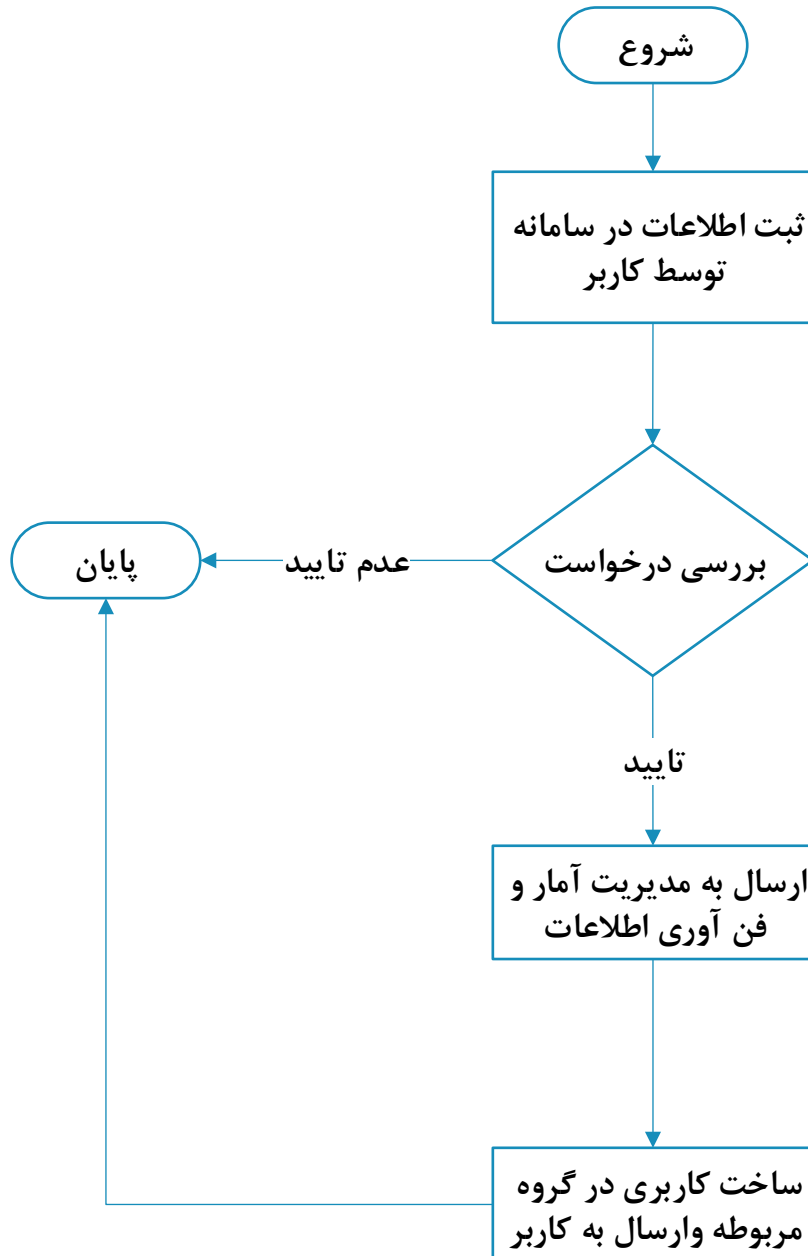 شروع
ثبت اطلاعات در سامانه
توسط کاربر
بررسی درخواست
عدم تایید
پایان
تایید
ارسال به مدیریت آمار و
فن آوری اطلاعات
ساخت کاربری در گروه
مربوطه وارسال به کاربر